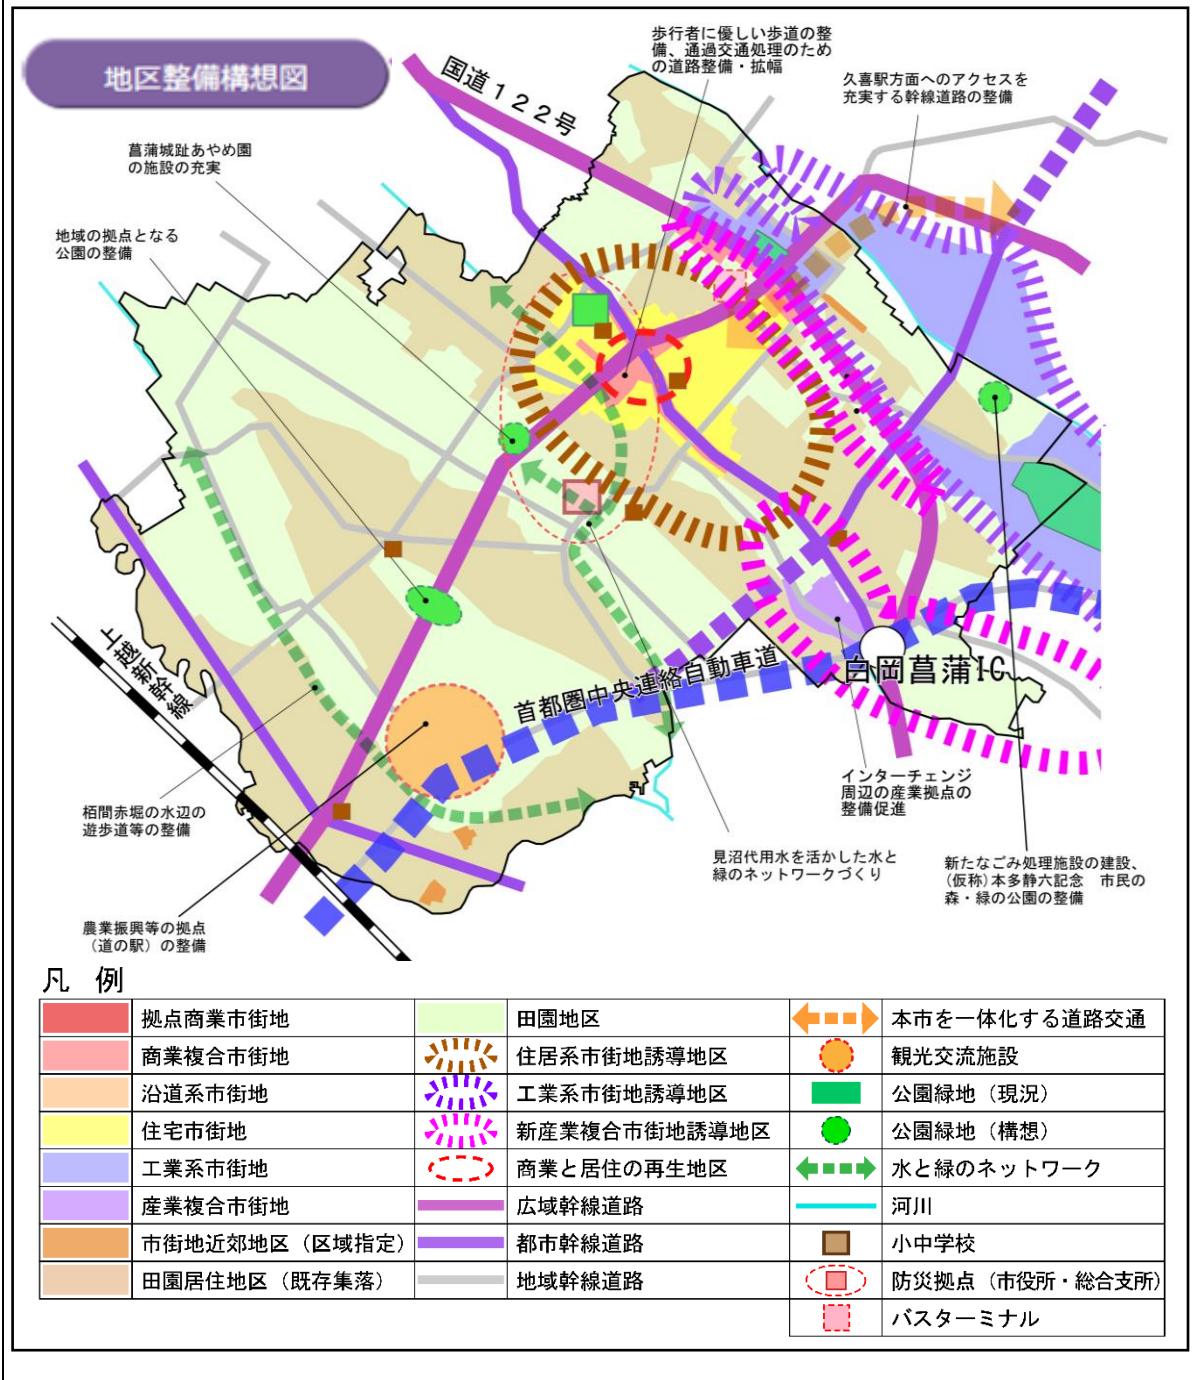 地区整備構想図
国道122号
歩行者に優しい歩道の整
備、通過交通処理のため
の道路整備・拡幅
久喜駅方面へのアクセスを
充実する幹線道路の整備
菖蒲城趾あやめ園
の施設の充実
地域の拠点となる
公園の整備
上越新幹線
首都圏中央連絡自動車道
白岡菖蒲IC
インターチェンジ
周辺の産業拠点の
整備促進
栢間赤堀の水辺の
遊歩道等の整備
見沼代用水を活かした水と
緑のネットワークづくり
新たなごみ処理施設の建設、
(仮称)本多静六記念　市民の
森・緑の公園の整備
農業振興等の拠点
（道の駅）の整備
凡 例
拠点商業市街地
商業複合市街地
沿道系市街地
住宅市街地
工業系市街地
産業複合市街地
市街地近郊地区（区域指定）
田園居住地区（既存集落）
田園地区
住居系市街地誘導地区
工業系市街地誘導地区
新産業複合市街地誘導地区
商業と居住の再生地区
広域幹線道路
都市幹線道路
地域幹線道路
本市を一体化する道路交通
観光交流施設
公園緑地（現況）
公園緑地（構想）
水と緑のネットワーク
河川
小中学校
防災拠点（市役所・総合支所）
バスターミナル